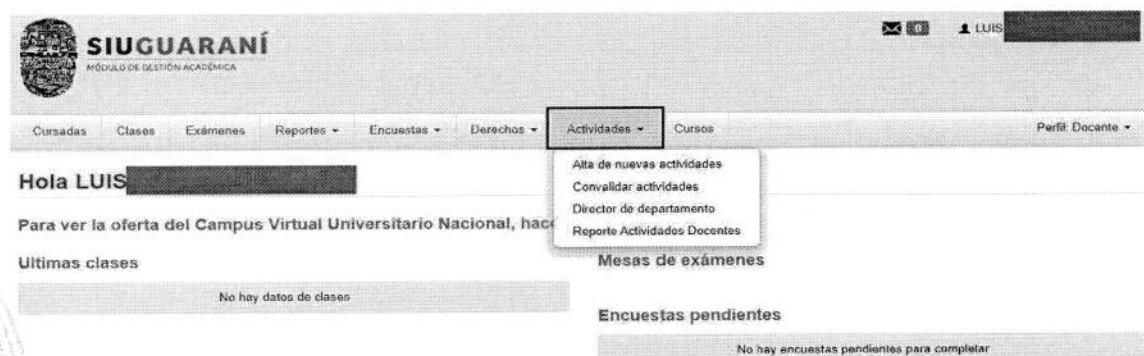 SIUGUARANÍ
MÓDULO DE GESTIÓN ACADÉMICA
0
LUIS
Cursadas Clases Exámenes Reportes Encuestas Derechos Actividades Cursos Perfil: Docente
Alta de nuevas actividades
Convalidar actividades
Director de departamento
Reporte Actividades Docentes
Hola LUIS
Para ver la oferta del Campus Virtual Universitario Nacional, hacé
Ultimas clases
No hay datos de clases
Mesas de exámenes
Encuestas pendientes
No hay encuestas pendientes para completar